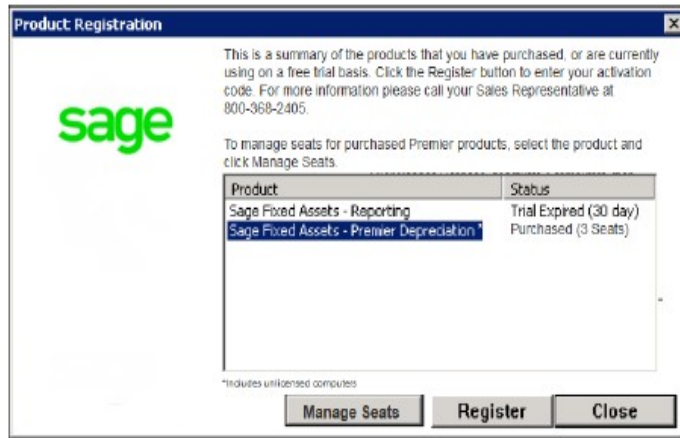 Product Registration
sage
This is a summary of the products that you have purchased, or are currently
using on a free trial basis. Click the Register button to enter your activation
code. For more information please call your Sales Representative at
800-368-2405.
To manage seats for purchased Premier products, select the product and
click Manage Seats.
Product Status
Sage Fixed Assets - Reporting Trial Expired (30 day)
Sage Fixed Assets - Premier Depreciation * Purchased (3 Seats)
*Includes unlicensed computers
Manage Seats Register Close